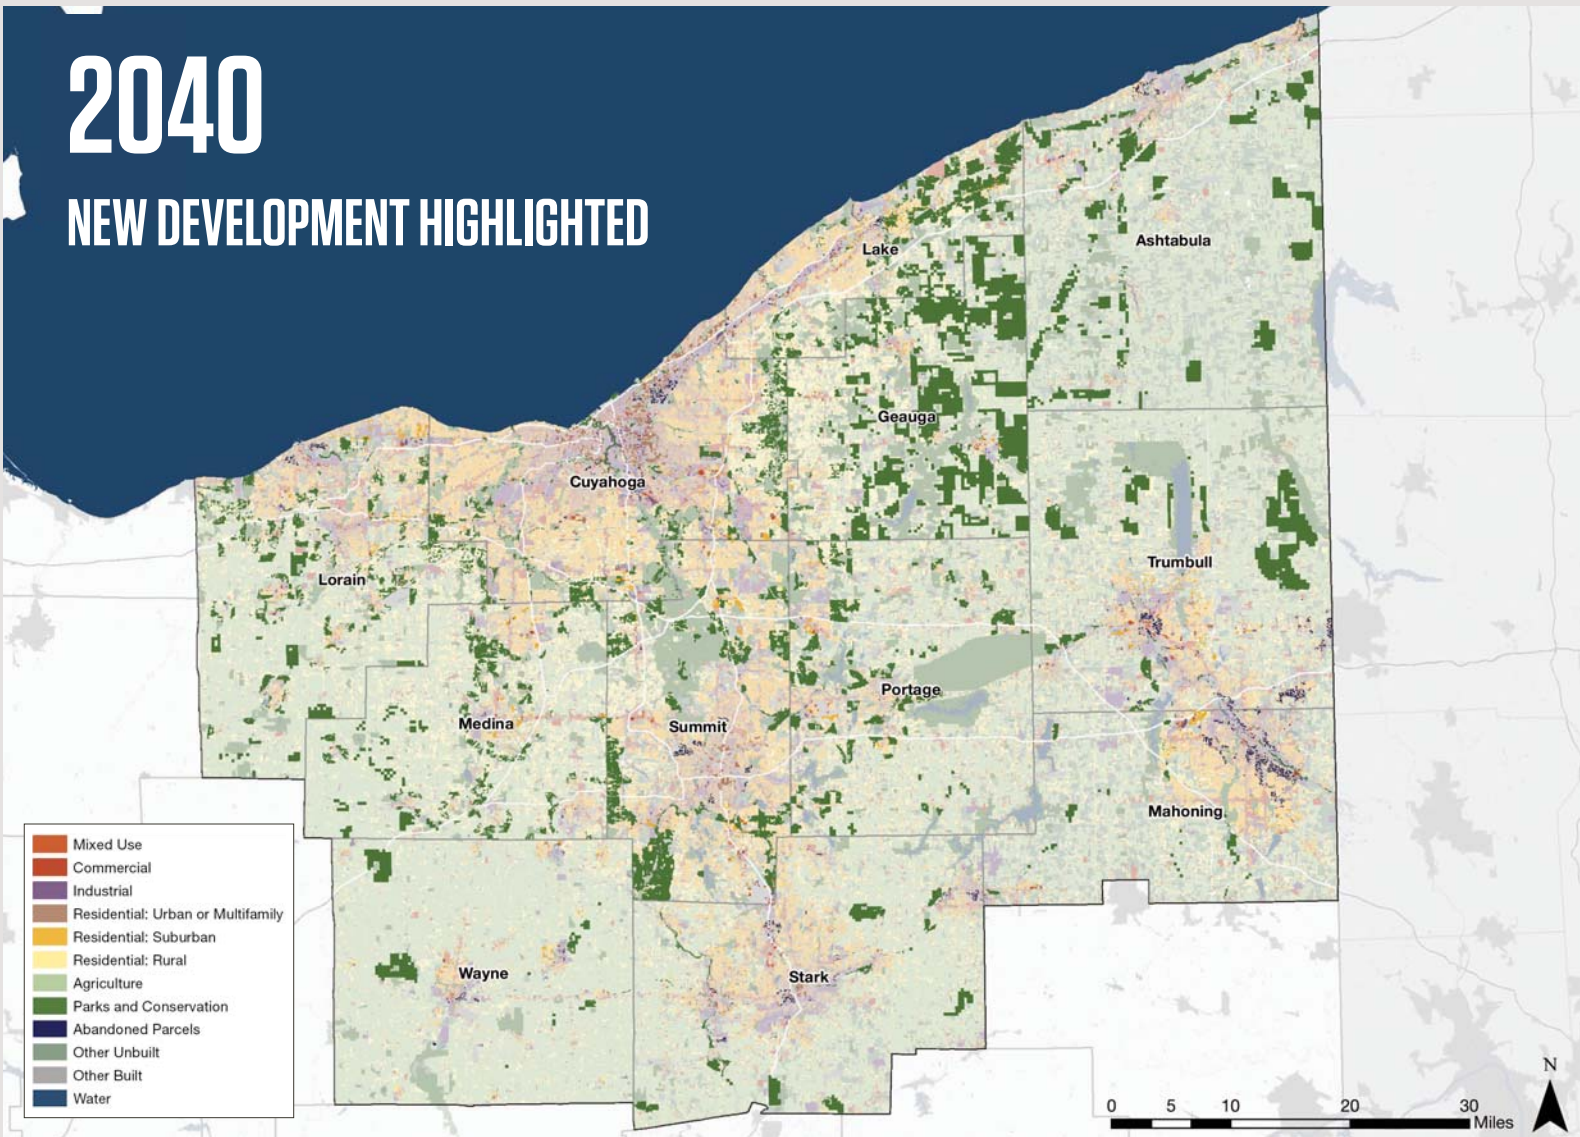 2040
NEW DEVELOPMENT HIGHLIGHTED
Lake
Ashtabula
Geauga
Cuyahoga
Trumbull
Lorain
Portage
Medina
Summit
Mahoning
Wayne
Stark
Mixed Use
Commercial
Industrial
Residential: Urban or Multifamily
Residential: Suburban
Residential: Rural
Agriculture
Parks and Conservation
Abandoned Parcels
Other Unbuilt
Other Built
Water
N
0 5 10 20 30
Miles